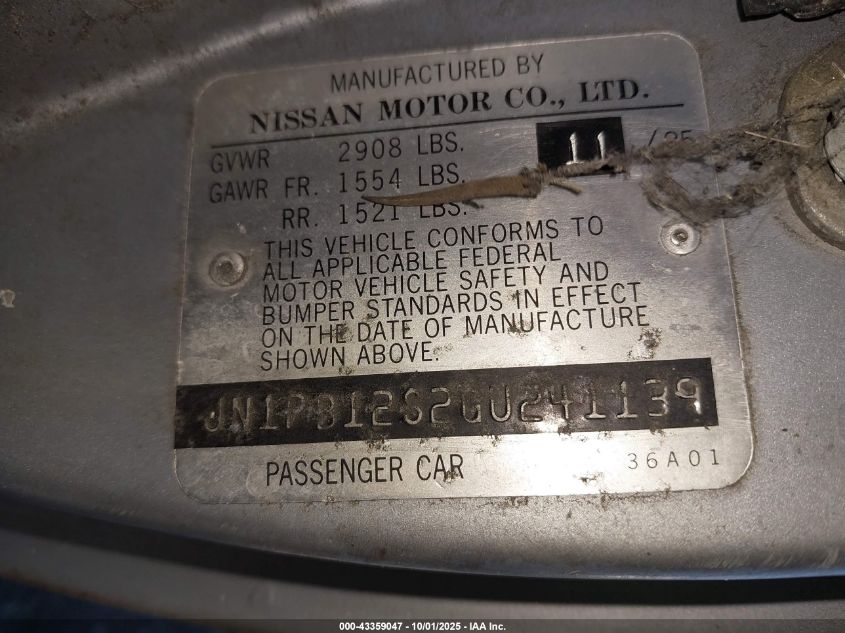 MANUFACTURED BY
NISSAN MOTOR CO., LTD.
GVWR 2908 LBS. 11 /85
GAWR FR. 1554 LBS.
RR. 1521 LBS.
THIS VEHICLE CONFORMS TO
ALL APPLICABLE FEDERAL
MOTOR VEHICLE SAFETY AND
BUMPER STANDARDS IN EFFECT
ON THE DATE OF MANUFACTURE
SHOWN ABOVE.
JN1PB12S2GU241139
PASSENGER CAR 36A01
000-43359047 - 10/01/2025 - IAA Inc.